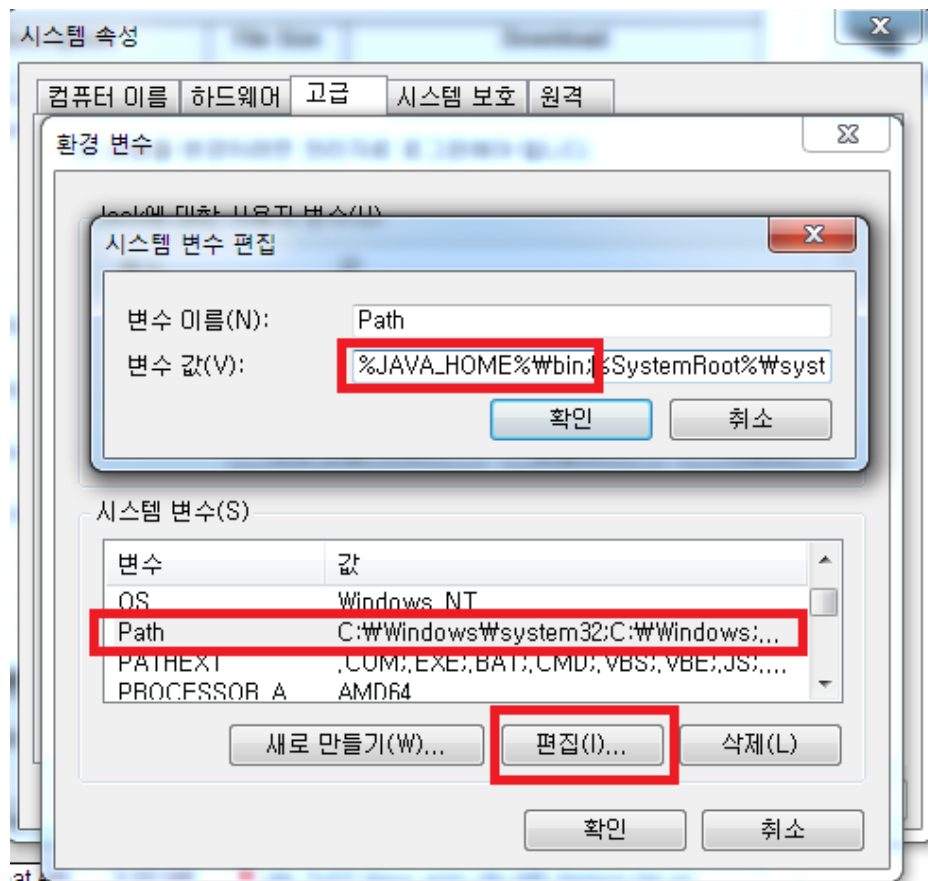 시스템 속성
컴퓨터 이름 하드웨어 고급 시스템 보호 원격
환경 변수
시스템 변수 편집
변수 이름(N): Path
변수 값(V): %JAVA_HOME%₩bin;%SystemRoot%₩syst
확인 취소
시스템 변수(S)
변수 값
OS Windows_NT
Path C:₩Windows₩system32;C:₩Windows;...
PATHEXT .COM;.EXE;.BAT;.CMD;.VBS;.VBE;.JS;....
PROCESSOR_A AMD64
새로 만들기(W)... 편집(I)... 삭제(L)
확인 취소